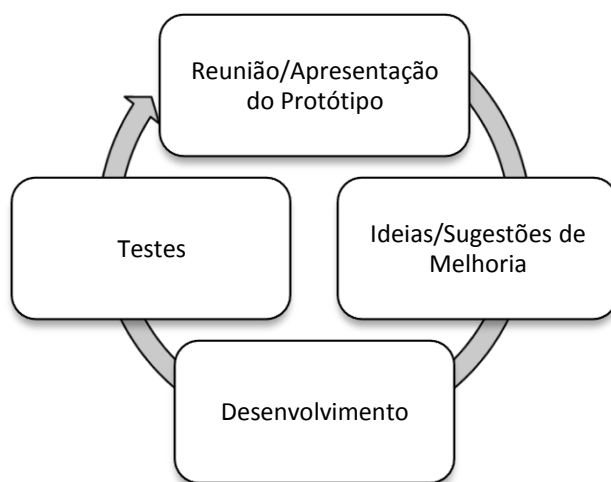 Reunião/Apresentação
do Protótipo
Ideias/Sugestões de
Melhoria
Desenvolvimento
Testes